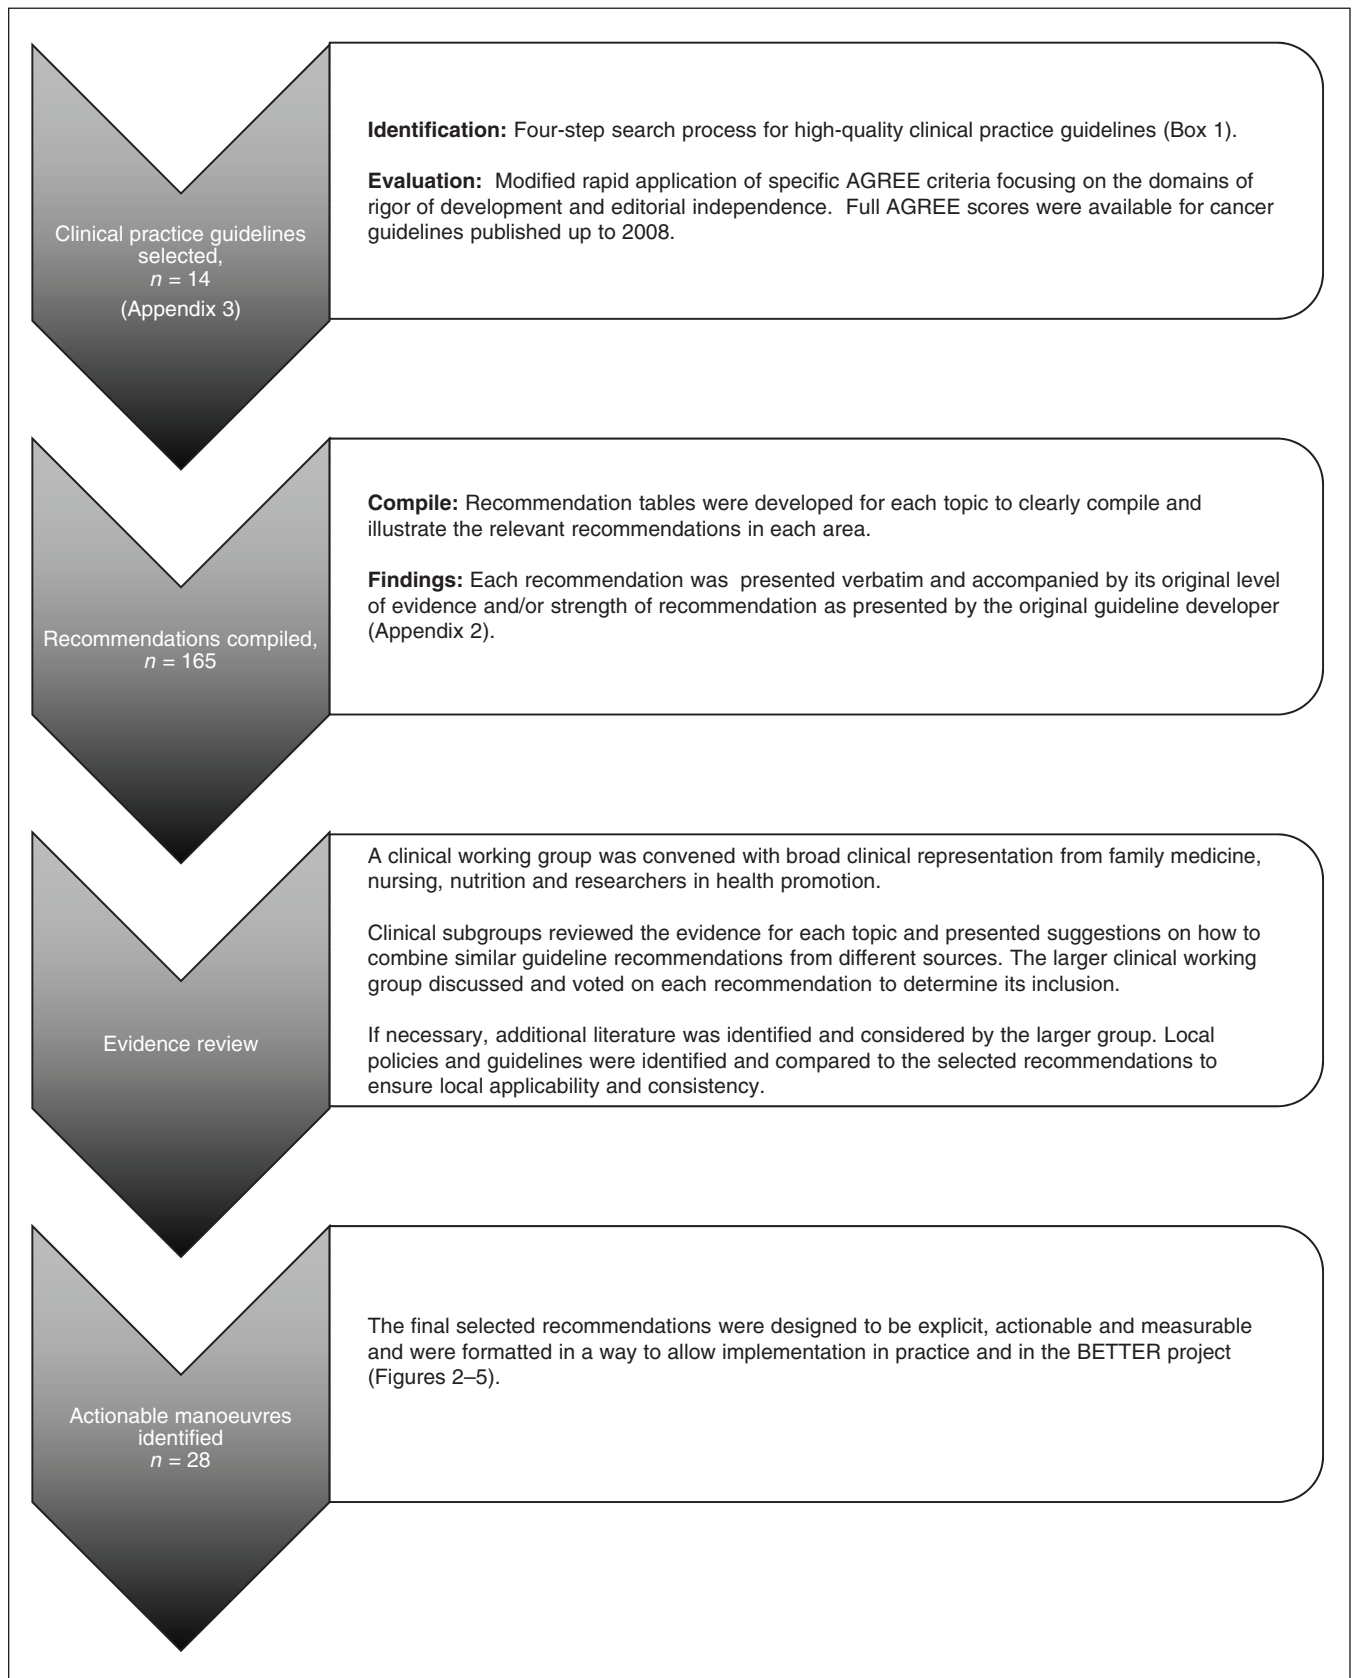 Clinical practice guidelines
selected,
n = 14
(Appendix 3)
Identification: Four-step search process for high-quality clinical practice guidelines (Box 1).
Evaluation: Modified rapid application of specific AGREE criteria focusing on the domains of
rigor of development and editorial independence. Full AGREE scores were available for cancer
guidelines published up to 2008.
Recommendations compiled,
n = 165
Compile: Recommendation tables were developed for each topic to clearly compile and
illustrate the relevant recommendations in each area.
Findings: Each recommendation was presented verbatim and accompanied by its original level
of evidence and/or strength of recommendation as presented by the original guideline developer
(Appendix 2).
Evidence review
A clinical working group was convened with broad clinical representation from family medicine,
nursing, nutrition and researchers in health promotion.
Clinical subgroups reviewed the evidence for each topic and presented suggestions on how to
combine similar guideline recommendations from different sources. The larger clinical working
group discussed and voted on each recommendation to determine its inclusion.
If necessary, additional literature was identified and considered by the larger group. Local
policies and guidelines were identified and compared to the selected recommendations to
ensure local applicability and consistency.
Actionable manoeuvres
identified
n = 28
The final selected recommendations were designed to be explicit, actionable and measurable
and were formatted in a way to allow implementation in practice and in the BETTER project
(Figures 2–5).